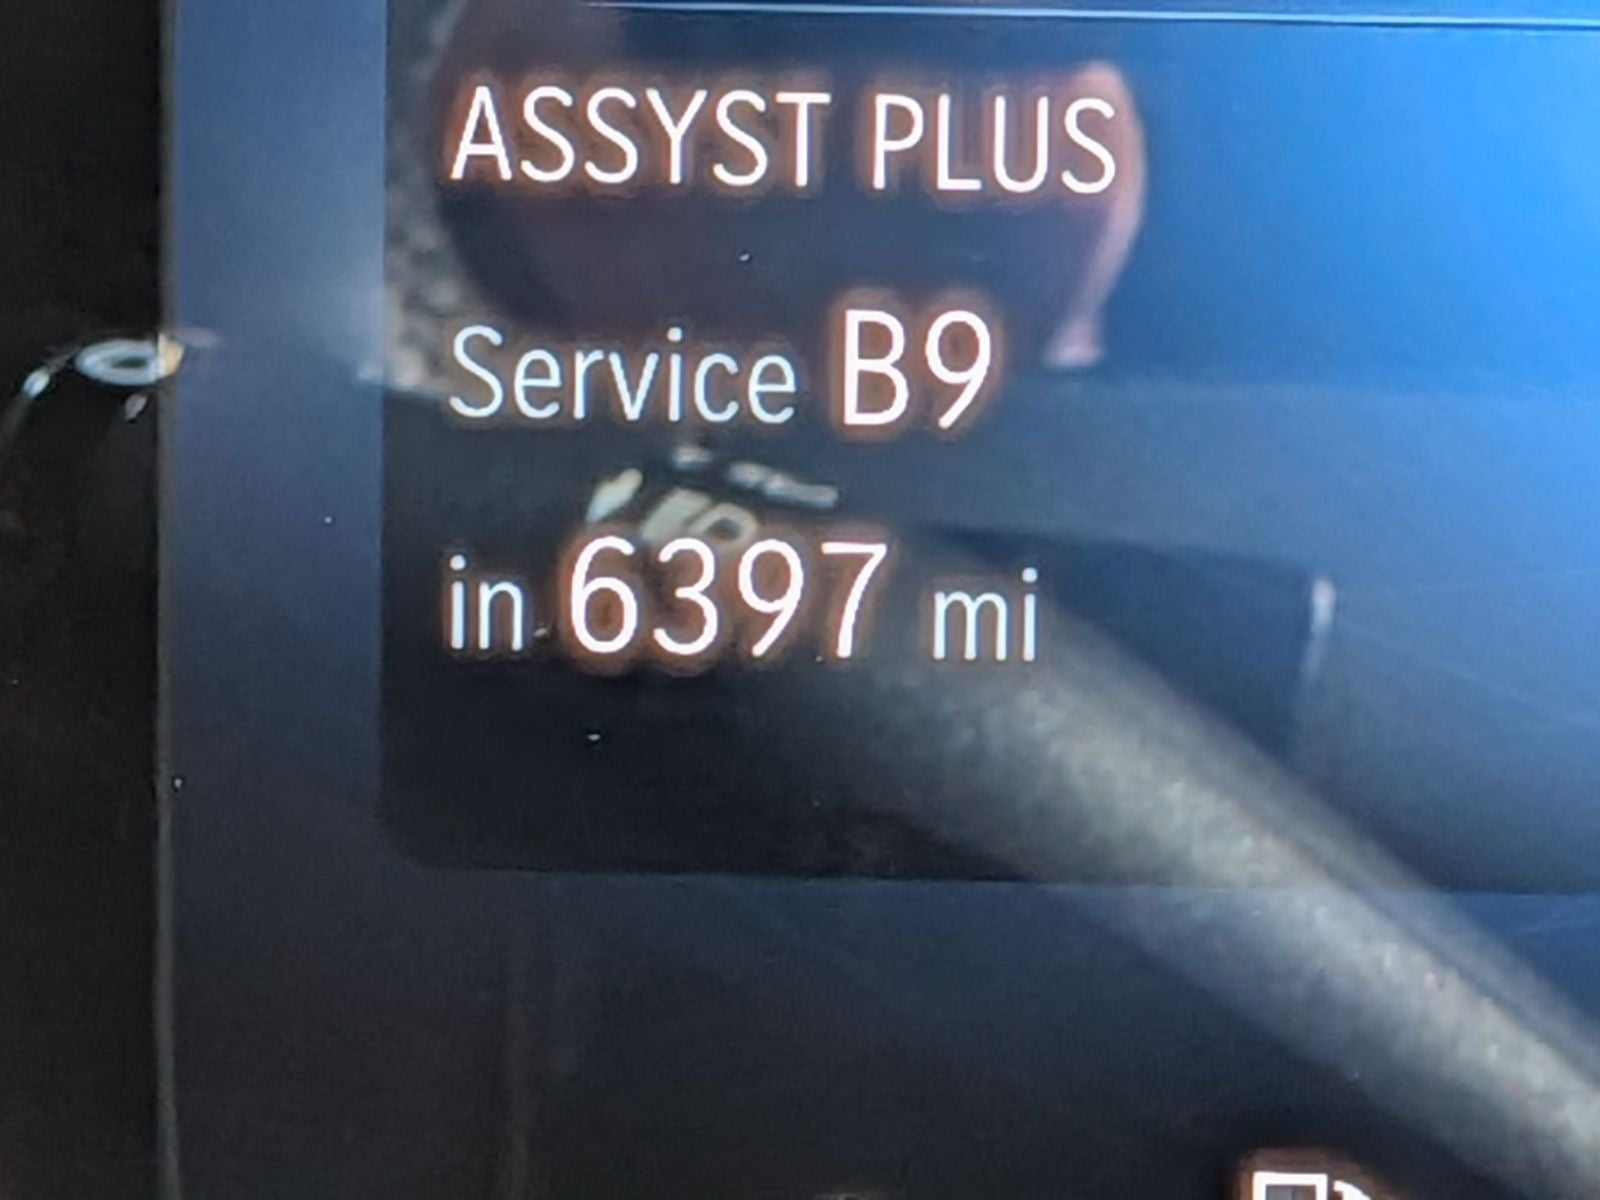 ASSYST PLUS
Service B9
in 6397 mi